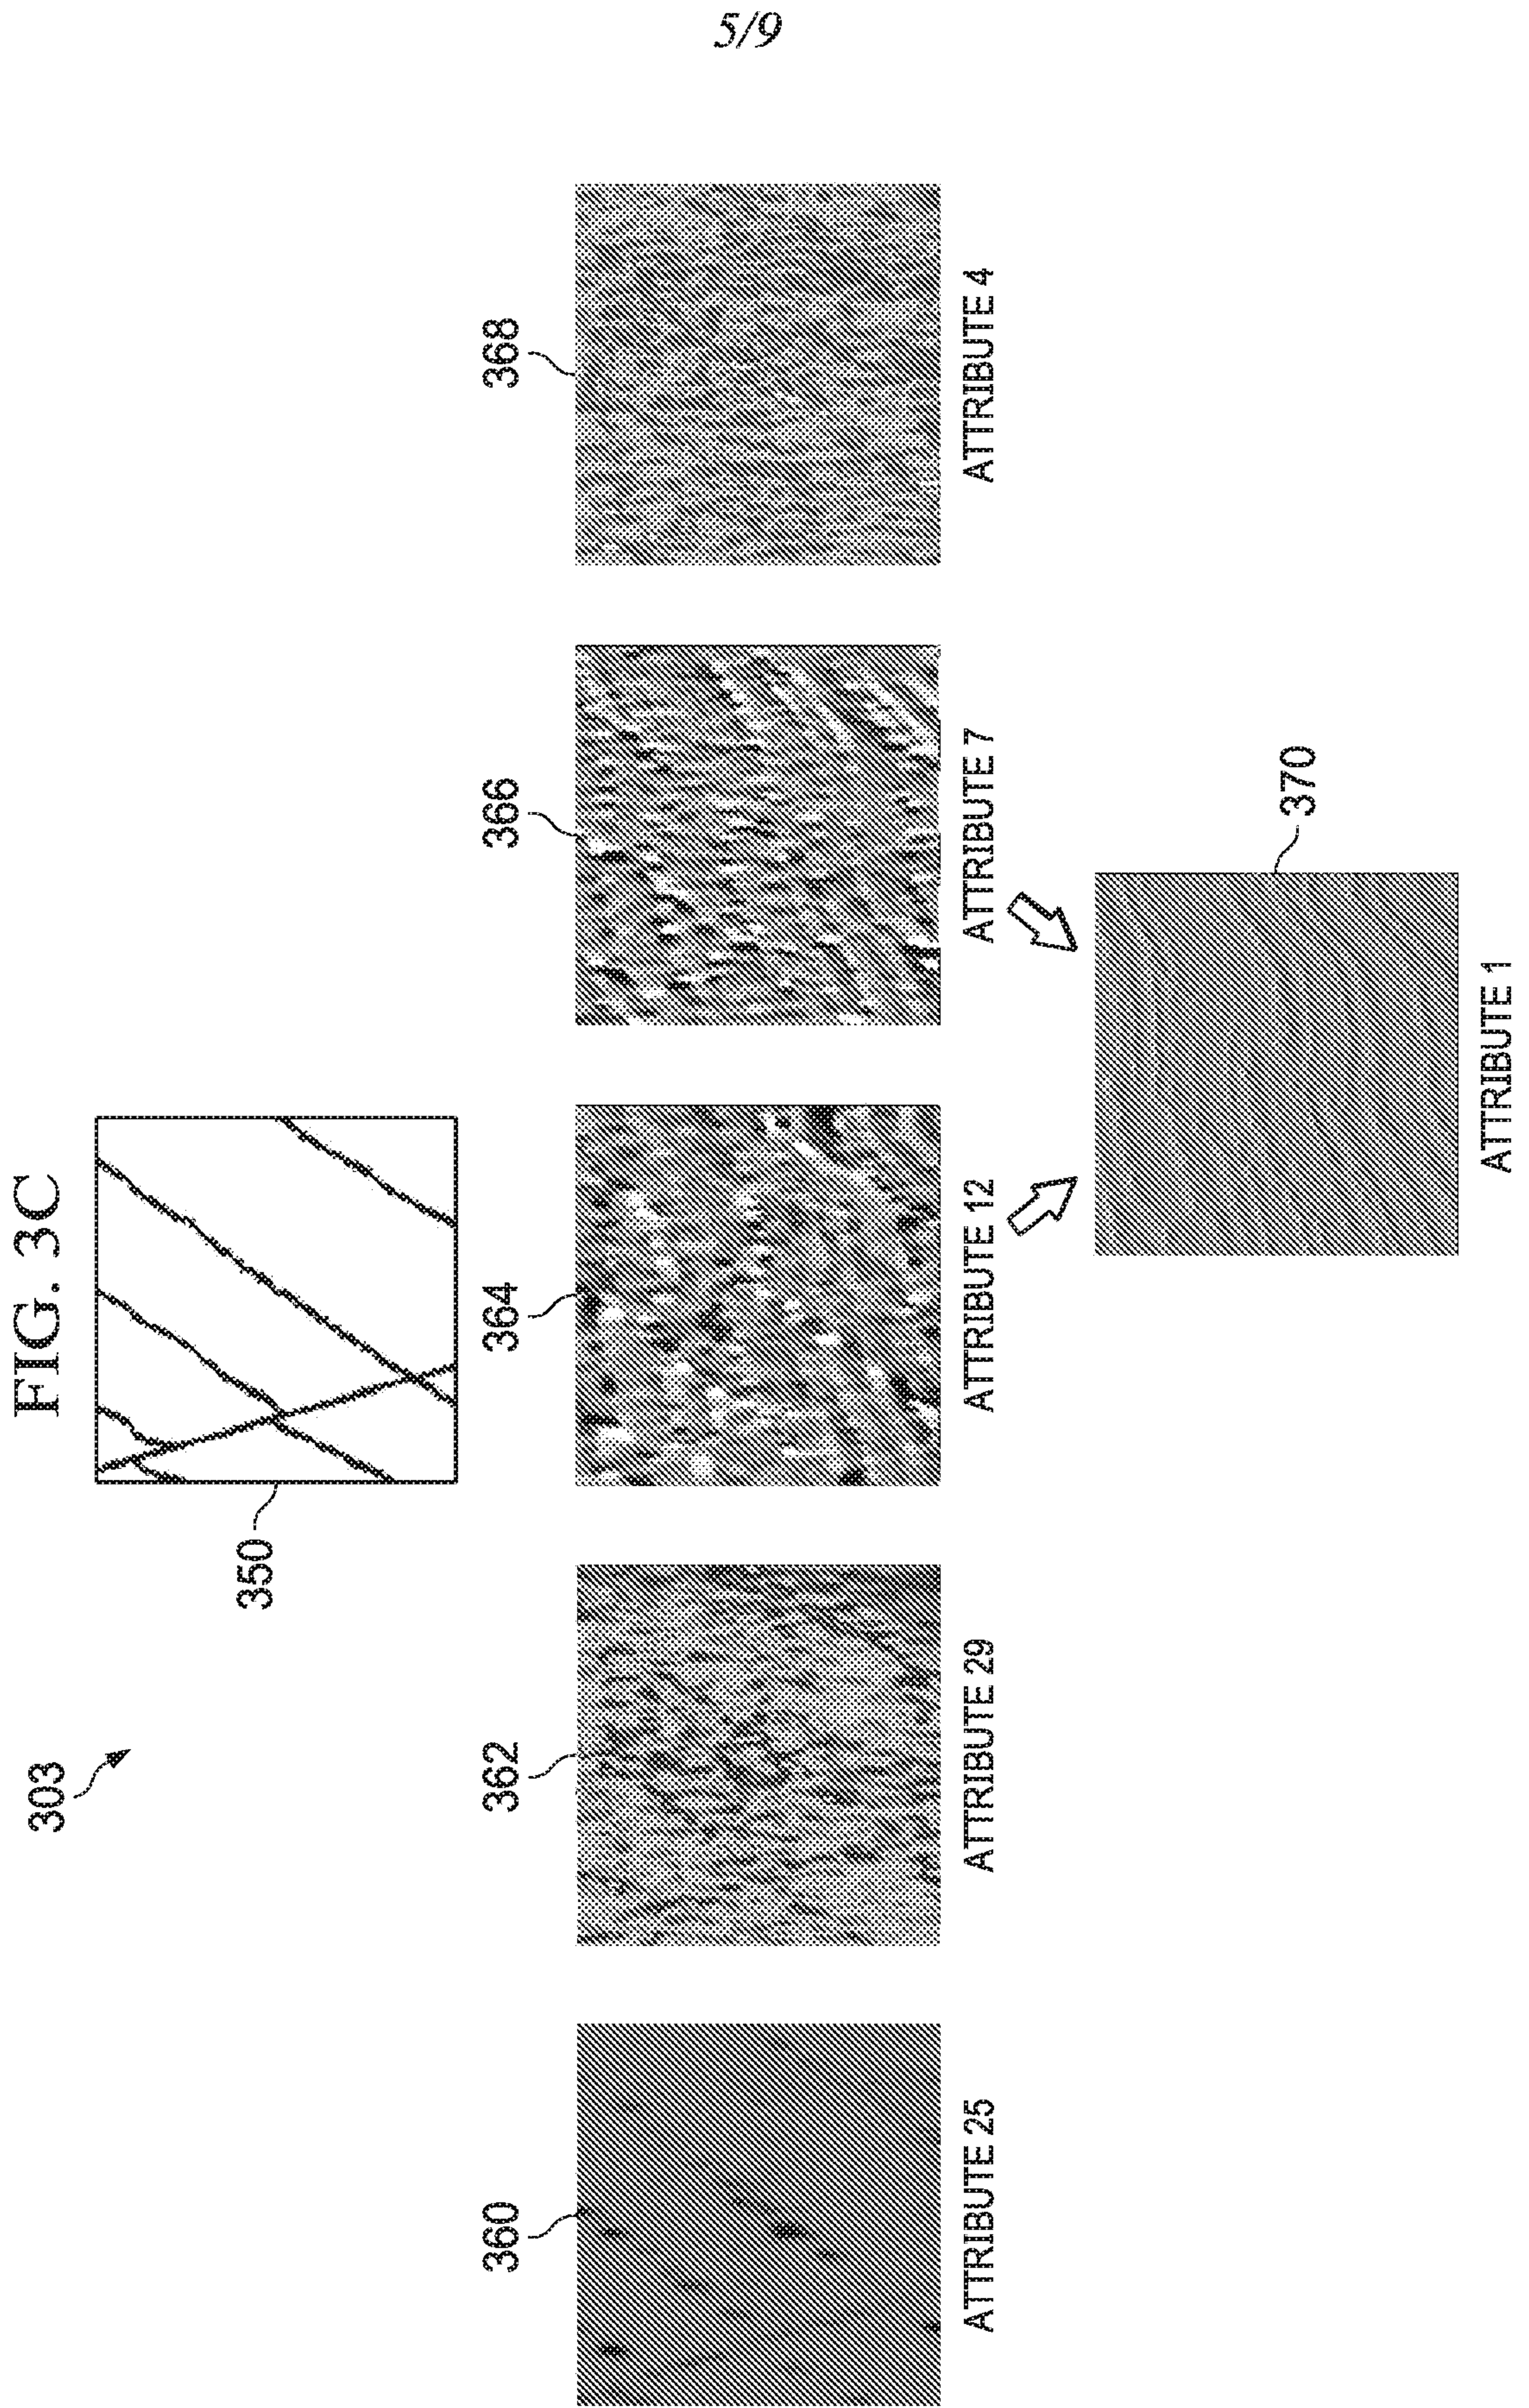 5/9
FIG. 3C
303
350
360
362
364
366
368
ATTRIBUTE 25
ATTRIBUTE 29
ATTRIBUTE 12
ATTRIBUTE 7
ATTRIBUTE 4
370
ATTRIBUTE 1